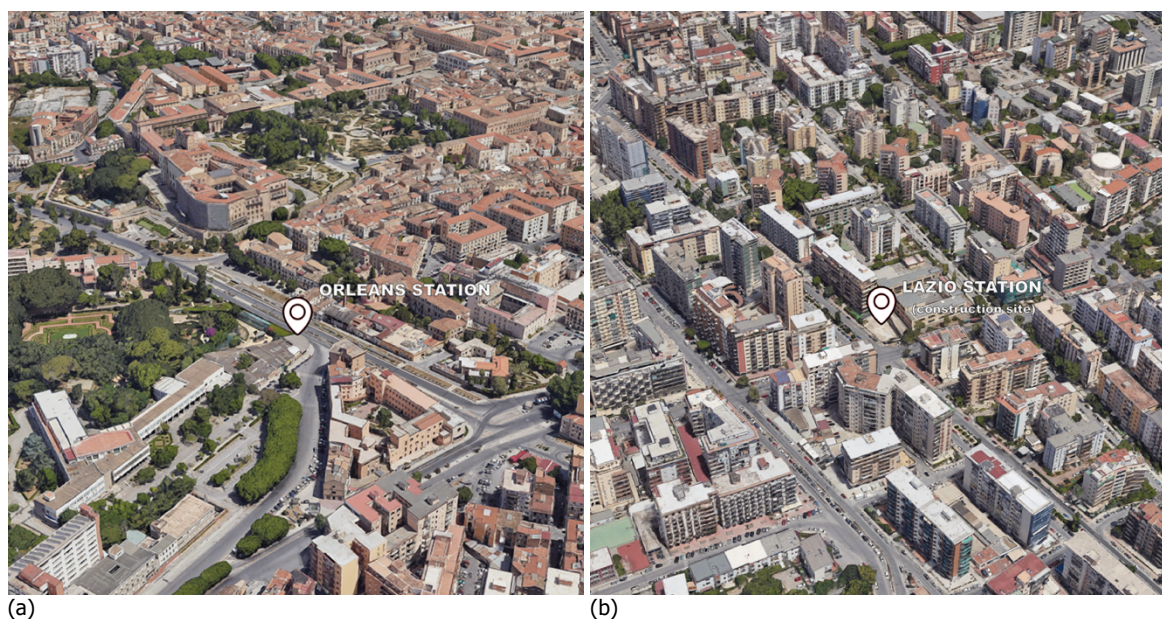 ORLEANS STATION
LAZIO STATION
(construction site)
(a)
(b)